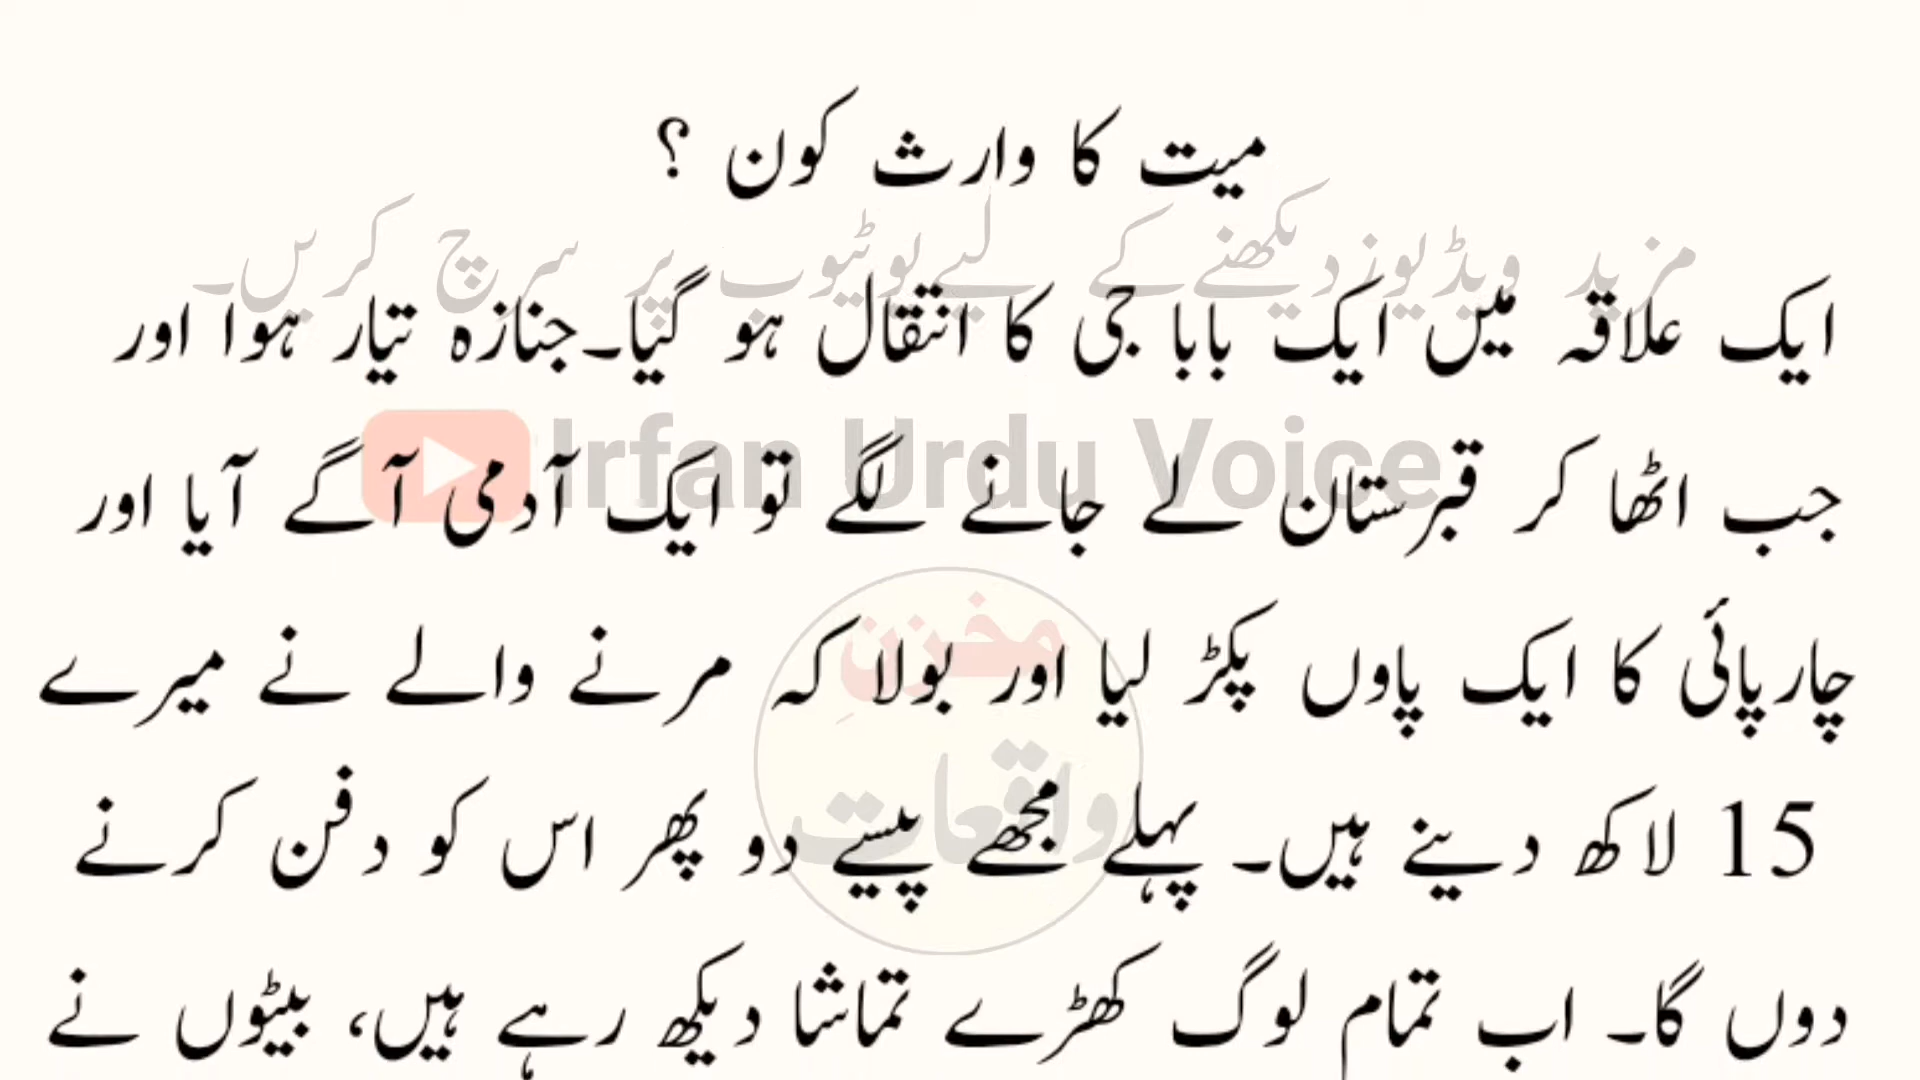 میت کا وارث کون ؟
مزید ویڈیوز دیکھنے کے لیے یوٹیوب پر سرچ کریں۔
ایک علاقہ میں ایک بابا جی کا انتقال ہو گیا۔ جنازہ تیار ہوا اور
Irfan Urdu Voice
جب اٹھا کر قبرستان لے جانے لگے تو ایک آدمی آگے آیا اور
چارپائی کا ایک پاوں پکڑ لیا اور بولا کہ مرنے والے نے میرے
مخزنِ
واقعات
15 لاکھ دینے ہیں۔ پہلے مجھے پیسے دو پھر اس کو دفن کرنے
دوں گا۔ اب تمام لوگ کھڑے تماشا دیکھ رہے ہیں، بیٹوں نے